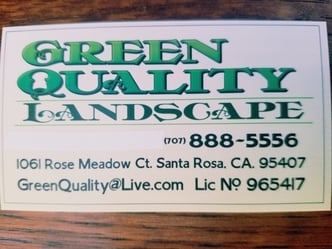 GREEN
QUALITY
LANDSCAPE
(707) 888-5556
1061 Rose Meadow Ct. Santa Rosa, CA. 95407
GreenQuality@Live.com Lic Nº 965417